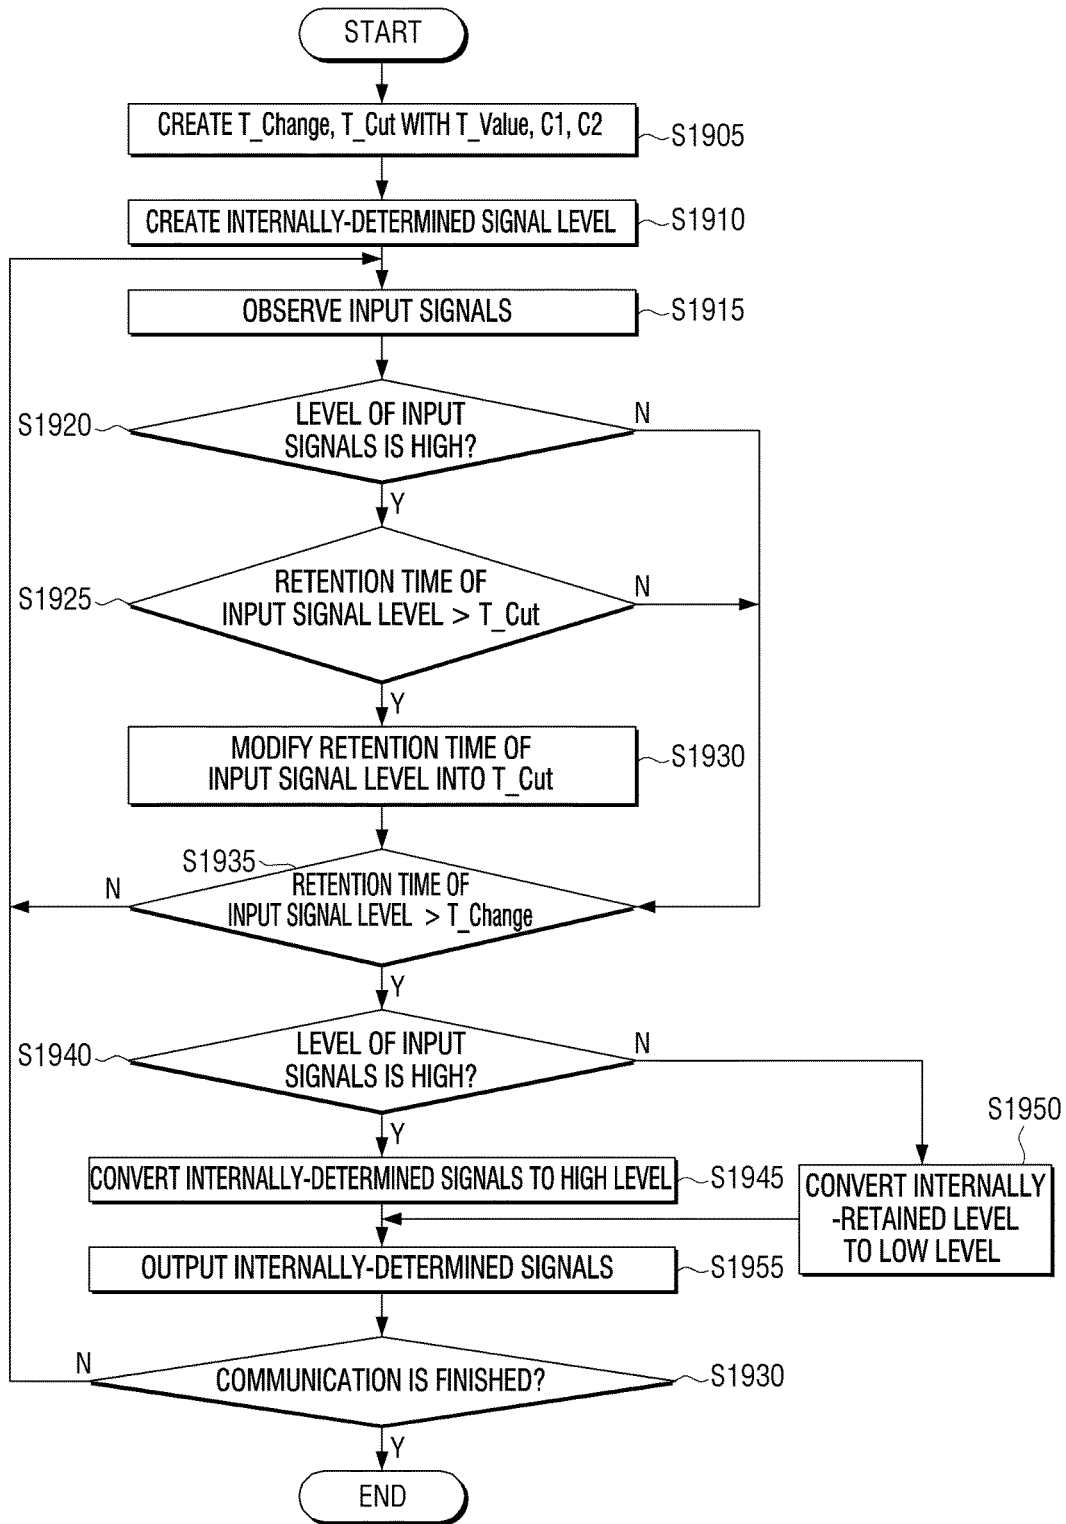 START
CREATE T_Change, T_Cut WITH T_Value, C1, C2
S1905
CREATE INTERNALLY-DETERMINED SIGNAL LEVEL
S1910
OBSERVE INPUT SIGNALS
S1915
S1920
LEVEL OF INPUT
SIGNALS IS HIGH?
N
Y
S1925
RETENTION TIME OF
INPUT SIGNAL LEVEL > T_Cut
N
Y
MODIFY RETENTION TIME OF
INPUT SIGNAL LEVEL INTO T_Cut
S1930
S1935
N
RETENTION TIME OF
INPUT SIGNAL LEVEL > T_Change
Y
S1940
LEVEL OF INPUT
SIGNALS IS HIGH?
N
Y
S1950
CONVERT INTERNALLY-DETERMINED SIGNALS TO HIGH LEVEL
S1945
CONVERT INTERNALLY
-RETAINED LEVEL
TO LOW LEVEL
OUTPUT INTERNALLY-DETERMINED SIGNALS
S1955
N
COMMUNICATION IS FINISHED?
S1930
Y
END